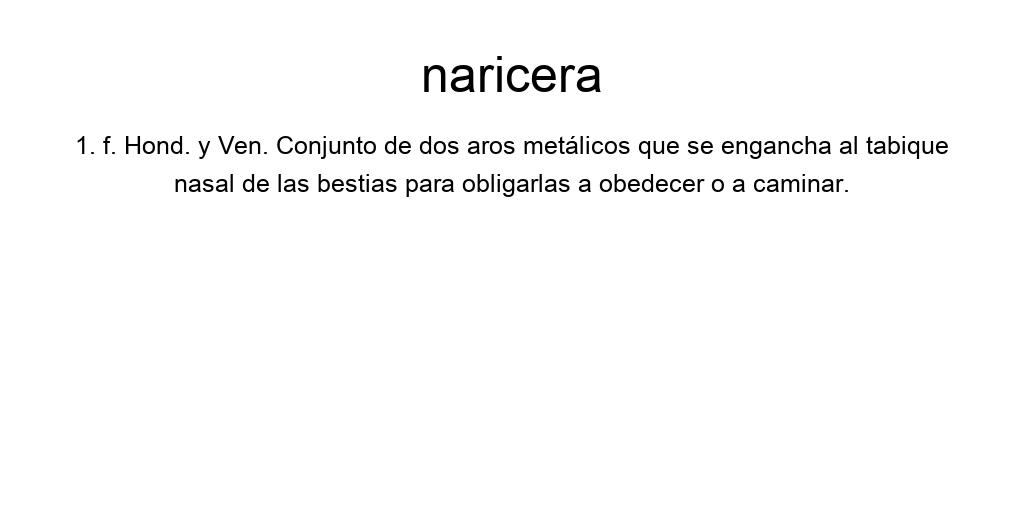 naricera
1. f. Hond. y Ven. Conjunto de dos aros metálicos que se engancha al tabique
nasal de las bestias para obligarlas a obedecer o a caminar.